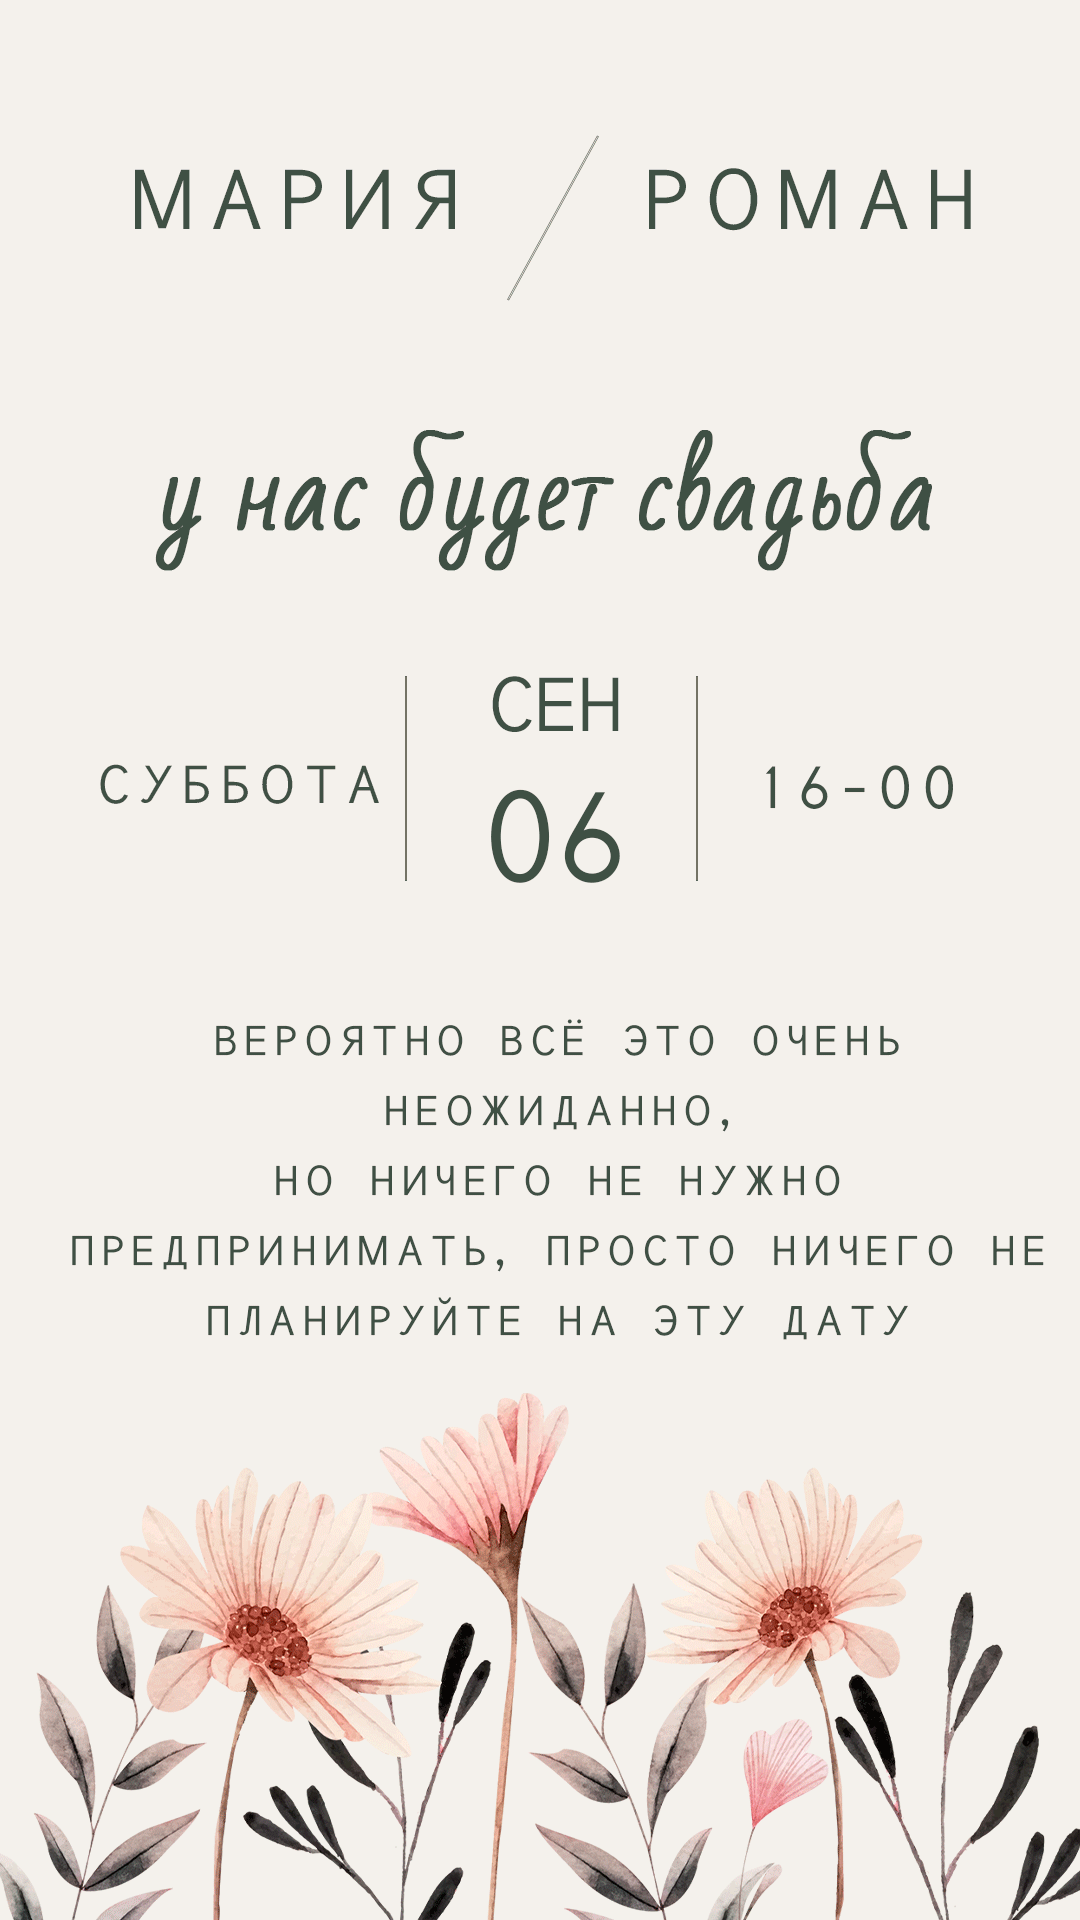 МАРИЯ / РОМАН
у нас будет свадьба
СЕН
СУББОТА 06 16-00
ВЕРОЯТНО ВСЁ ЭТО ОЧЕНЬ
НЕОЖИДАННО,
НО НИЧЕГО НЕ НУЖНО
ПРЕДПРИНИМАТЬ, ПРОСТО НИЧЕГО НЕ
ПЛАНИРУЙТЕ НА ЭТУ ДАТУ